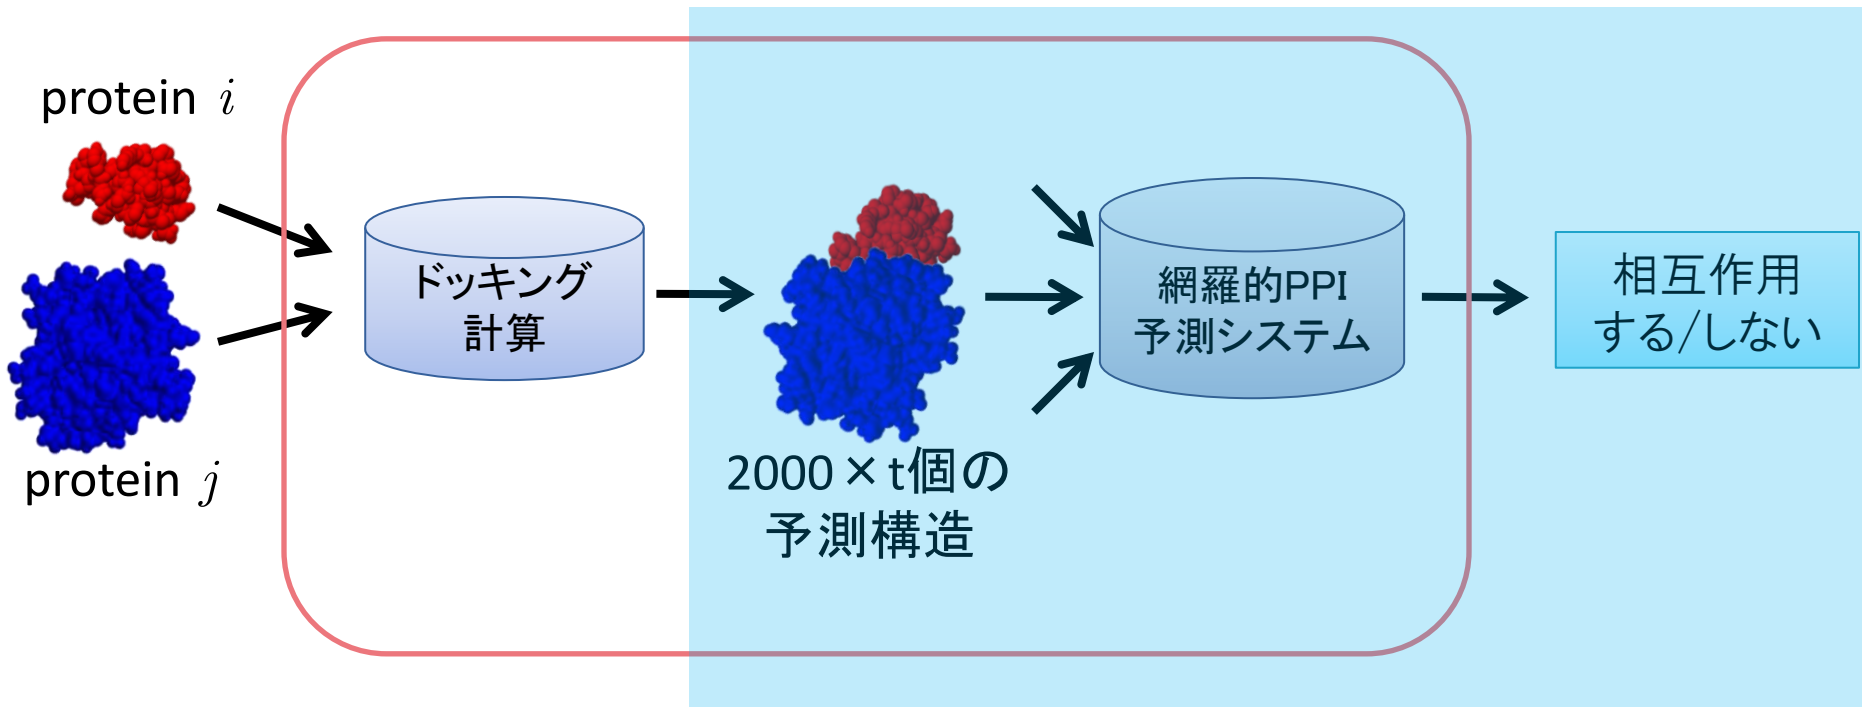 protein i
protein j
ドッキング
計算
2000×t個の
予測構造
網羅的PPI
予測システム
相互作用
する/しない